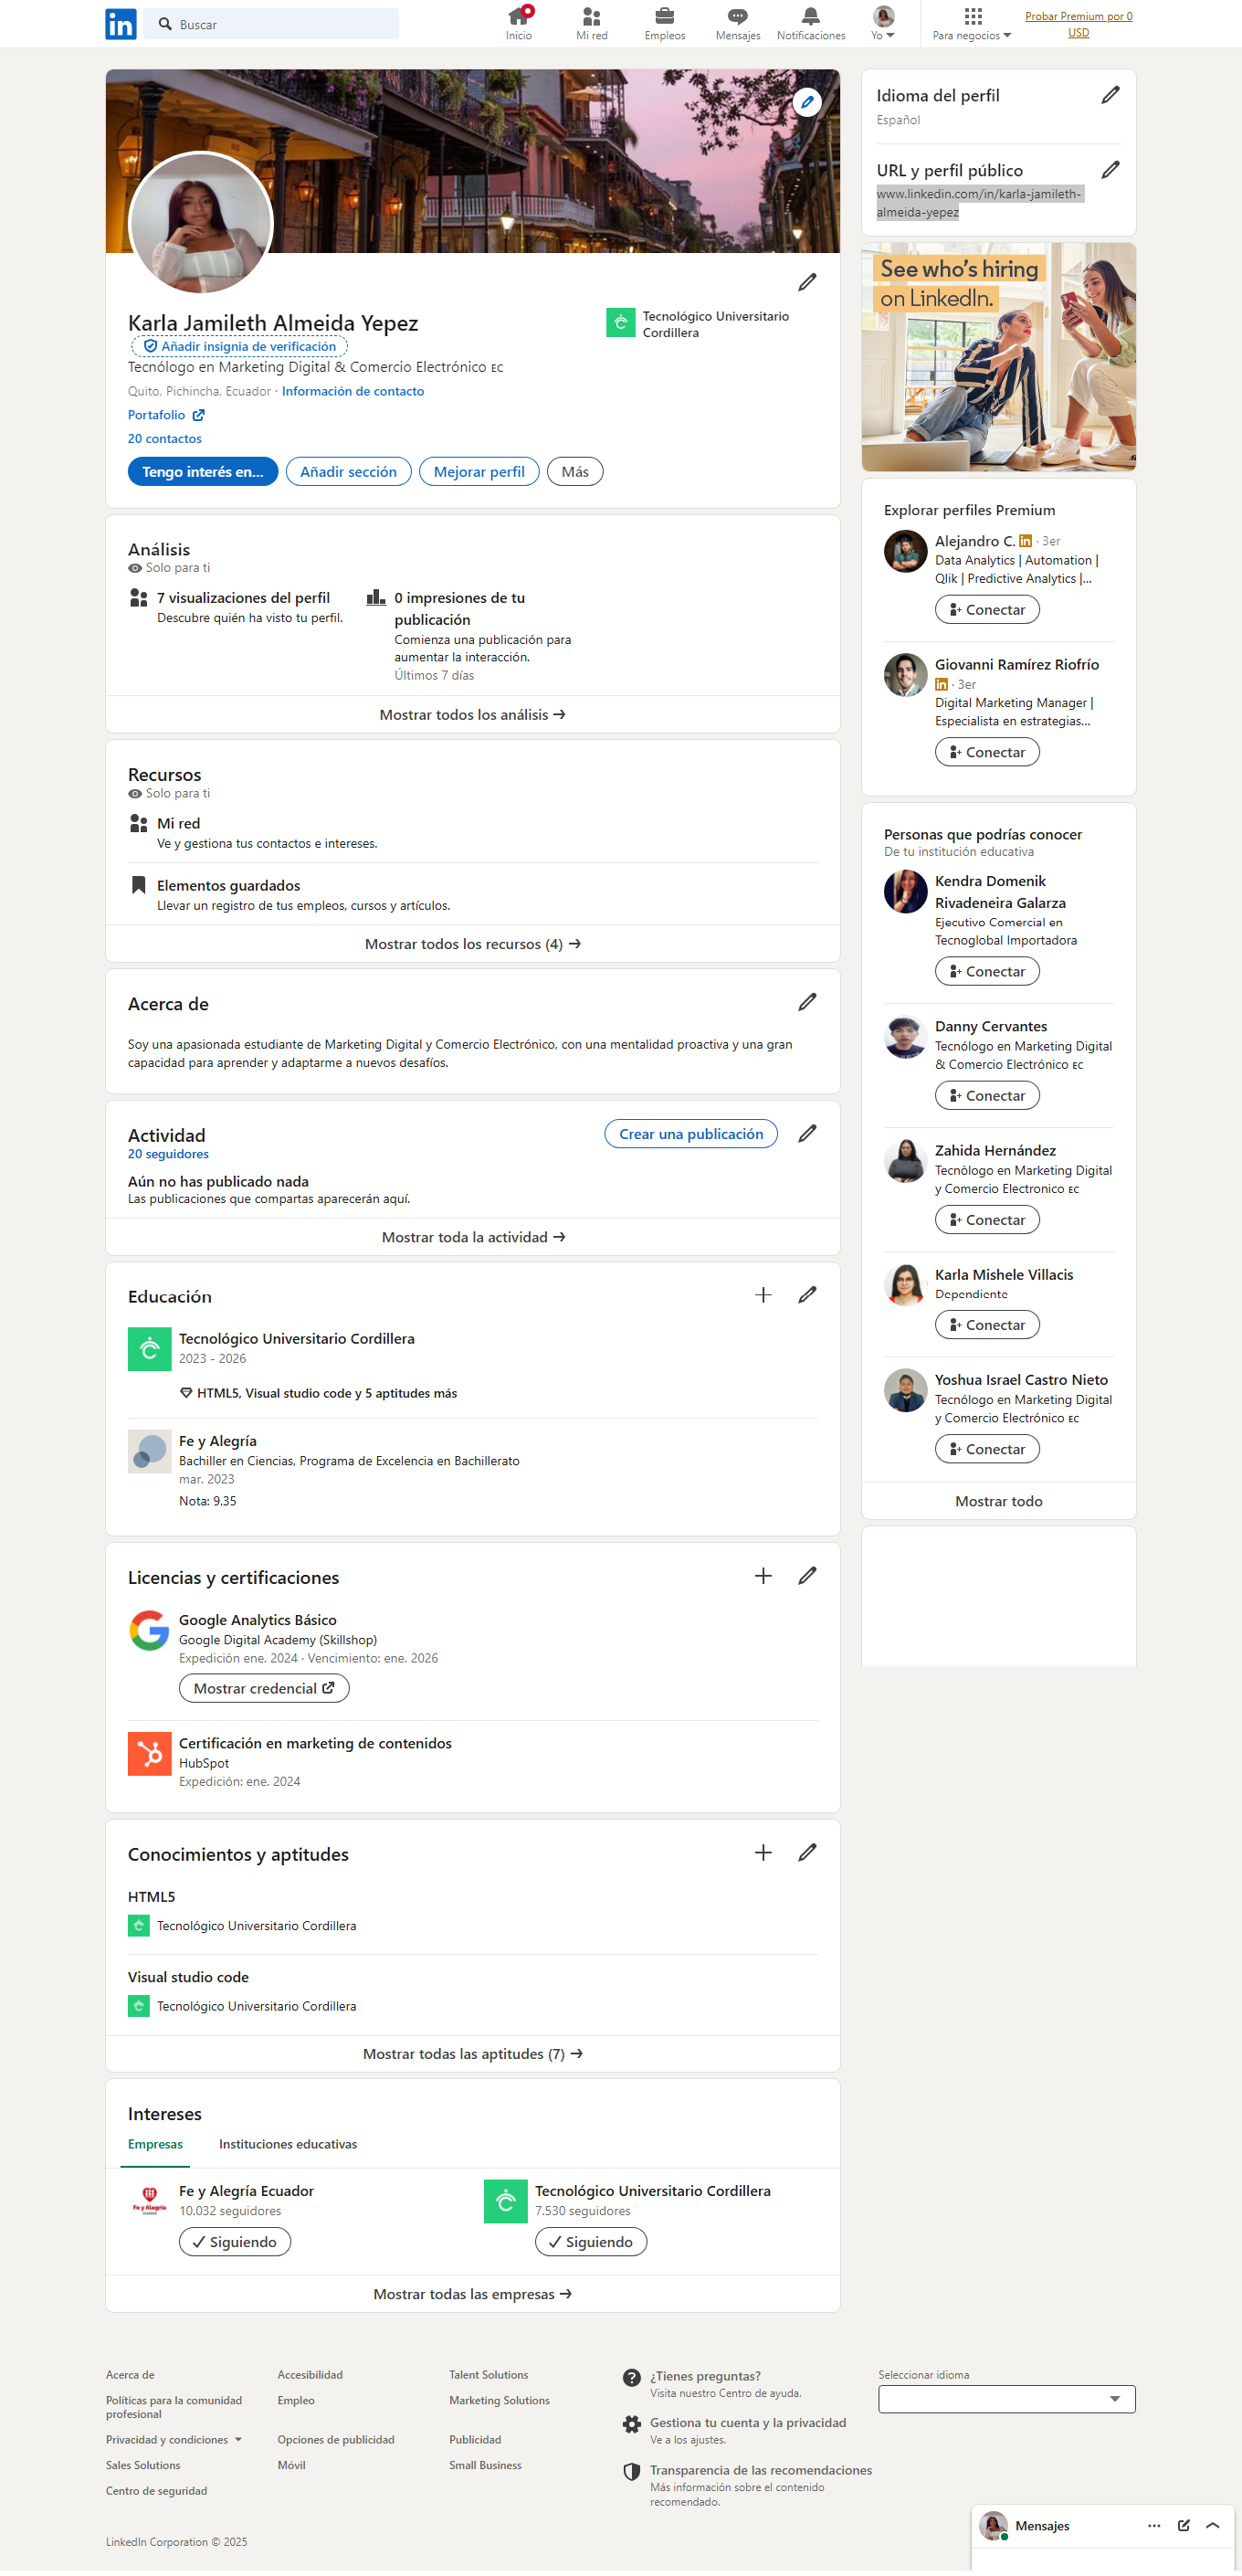 in
Buscar
Inicio
Mi red
Empleos
Mensajes
Notificaciones
Yo
Para negocios
Probar Premium por 0
USD
Karla Jamileth Almeida Yepez
Añadir insignia de verificación
Tecnólogo en Marketing Digital & Comercio Electrónico EC
Quito, Pichincha, Ecuador · Información de contacto
Portafolio
20 contactos
Tengo interés en...
Añadir sección
Mejorar perfil
Más
Tecnológico Universitario
Cordillera
Análisis
Solo para ti
7 visualizaciones del perfil
Descubre quién ha visto tu perfil.
0 impresiones de tu
publicación
Comienza una publicación para
aumentar la interacción.
Últimos 7 días
Mostrar todos los análisis →
Recursos
Solo para ti
Mi red
Ve y gestiona tus contactos e intereses.
Elementos guardados
Llevar un registro de tus empleos, cursos y artículos.
Mostrar todos los recursos (4) →
Acerca de
Soy una apasionada estudiante de Marketing Digital y Comercio Electrónico, con una mentalidad proactiva y una gran
capacidad para aprender y adaptarme a nuevos desafíos.
Actividad
20 seguidores
Crear una publicación
Aún no has publicado nada
Las publicaciones que compartas aparecerán aquí.
Mostrar toda la actividad →
Educación
Tecnológico Universitario Cordillera
2023 - 2026
HTML5, Visual studio code y 5 aptitudes más
Fe y Alegría
Bachiller en Ciencias, Programa de Excelencia en Bachillerato
mar. 2023
Nota: 9.35
Licencias y certificaciones
Google Analytics Básico
Google Digital Academy (Skillshop)
Expedición ene. 2024 · Vencimiento: ene. 2026
Mostrar credencial
Certificación en marketing de contenidos
HubSpot
Expedición: ene. 2024
Conocimientos y aptitudes
HTML5
Tecnológico Universitario Cordillera
Visual studio code
Tecnológico Universitario Cordillera
Mostrar todas las aptitudes (7) →
Intereses
Empresas
Instituciones educativas
Fe y Alegría
Fe y Alegría Ecuador
10.032 seguidores
Siguiendo
Tecnológico Universitario Cordillera
7.530 seguidores
Siguiendo
Mostrar todas las empresas →
Idioma del perfil
Español
URL y perfil público
www.linkedin.com/in/karla-jamileth-
almeida-yepez
See who's hiring
on LinkedIn.
Explorar perfiles Premium
Alejandro C. in · 3er
Data Analytics | Automation |
Qlik | Predictive Analytics |...
Conectar
Giovanni Ramírez Riofrío
in · 3er
Digital Marketing Manager |
Especialista en estrategias...
Conectar
Personas que podrías conocer
De tu institución educativa
Kendra Domenik
Rivadeneira Galarza
Ejecutivo Comercial en
Tecnoglobal Importadora
Conectar
Danny Cervantes
Tecnólogo en Marketing Digital
& Comercio Electrónico EC
Conectar
Zahida Hernández
Tecnòlogo en Marketing Digital
y Comercio Electronico EC
Conectar
Karla Mishele Villacis
Dependiente
Conectar
Yoshua Israel Castro Nieto
Tecnólogo en Marketing Digital
y Comercio Electrónico EC
Conectar
Mostrar todo
Acerca de
Accesibilidad
Talent Solutions
Políticas para la comunidad
profesional
Empleo
Marketing Solutions
Privacidad y condiciones
Opciones de publicidad
Publicidad
Sales Solutions
Móvil
Small Business
Centro de seguridad
¿Tienes preguntas?
Visita nuestro Centro de ayuda.
Gestiona tu cuenta y la privacidad
Ve a los ajustes.
Transparencia de las recomendaciones
Más información sobre el contenido
recomendado.
Seleccionar idioma
LinkedIn Corporation © 2025
Mensajes